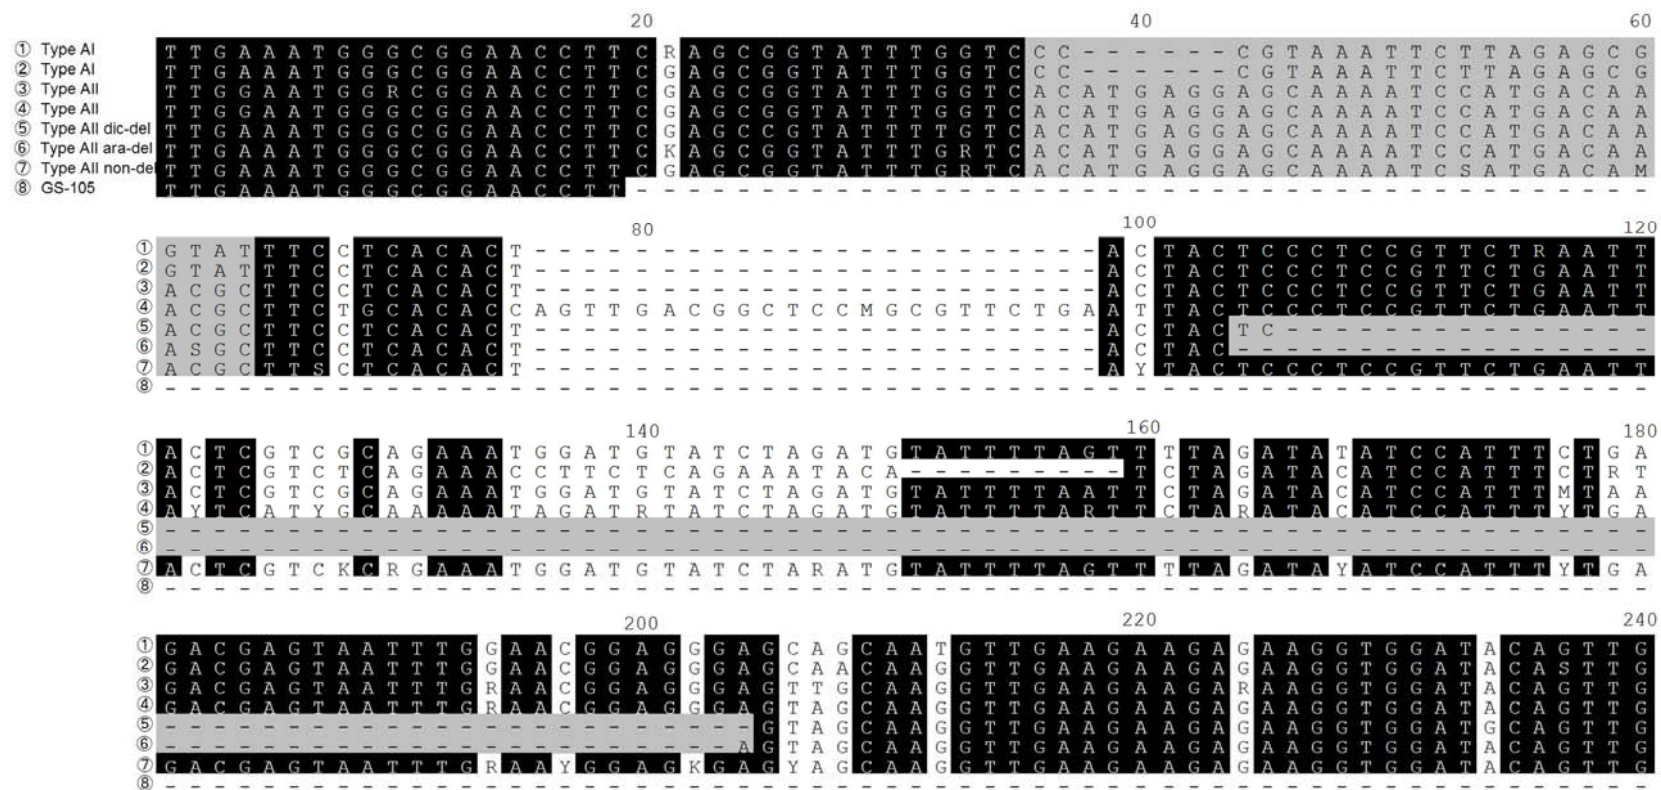 20 40 60
① Type AI T T G A A A T G G G C G G A A C C T T C R A G C G G T A T T T G G T C C C - - - - - - C G T A A A T T C T T A G A G C G
② Type AI T T G A A A T G G G C G G A A C C T T C G A G C G G T A T T T G G T C C C - - - - - - C G T A A A T T C T T A G A G C G
③ Type AII T T G G A A T G G R C G G A A C C T T C G A G C G G T A T T T G G T C A C A T G A G G A G C A A A A T C C A T G A C A A
④ Type AII T T G G A A T G G G C G G A A C C T T C G A G C G G T A T T T G G T C A C A T G A G G A G C A A A A T C C A T G A C A A
⑤ Type AII dic-del T T G A A A T G G G C G G A A C C T T C G A G C C G T A T T T T G T C A C A T G A G G A G C A A A A T C C A T G A C A A
⑥ Type AII ara-del T T G A A A T G G G C G G A A C C T T C K A G C G G T A T T T G R T C A C A T G A G G A G C A A A A T C C A T G A C A A
⑦ Type AII non-del T T G A A A T G G G C G G A A C C T T C G A G C G G T A T T T G R T C A C A T G A G G A G C A A A A T C S A T G A C A M
⑧ GS-105 T T G A A A T G G G C G G A A C C T T - - - - - - - - - - - - - - - - - - - - - - - - - - - - - - - - - - - - - - - - -
80 100 120
① G T A T T T C C T C A C A C T - - - - - - - - - - - - - - - - - - - - - - - A C T A C T C C C T C C G T T C T R A A T T
② G T A T T T C C T C A C A C T - - - - - - - - - - - - - - - - - - - - - - - A C T A C T C C C T C C G T T C T G A A T T
③ A C G C T T C C T C A C A C T - - - - - - - - - - - - - - - - - - - - - - - A C T A C T C C C T C C G T T C T G A A T T
④ A C G C T T C T G C A C A C C A G T T G A C G G C T C C M G C G T T C T G A A T T A C T C C C T C C G T T C T G A A T T
⑤ A C G C T T C C T C A C A C T - - - - - - - - - - - - - - - - - - - - - - - A C T A C T C - - - - - - - - - - - - - - -
⑥ A S G C T T C C T C A C A C T - - - - - - - - - - - - - - - - - - - - - - - A C T A C - - - - - - - - - - - - - - - - -
⑦ A C G C T T S C T C A C A C T - - - - - - - - - - - - - - - - - - - - - - - A Y T A C T C C C T C C G T T C T G A A T T
⑧ - - - - - - - - - - - - - - - - - - - - - - - - - - - - - - - - - - - - - - - - - - - - - - - - - - - - - - - - - - - -
140 160 180
① A C T C G T C G C A G A A A T G G A T G T A T C T A G A T G T A T T T T A G T T T T A G A T A T A T C C A T T T C T G A
② A C T C G T C T C A G A A A C C T T C T C A G A A A T A C A - - - - - - - - - T C T A G A T A C A T C C A T T T C T R T
③ A C T C G T C G C A G A A A T G G A T G T A T C T A G A T G T A T T T T A A T T C T A G A T A C A T C C A T T T M T A A
④ A Y T C A T Y G C A A A A A T A G A T R T A T C T A G A T G T A T T T T A R T T C T A R A T A C A T C C A T T T Y T G A
⑤ - - - - - - - - - - - - - - - - - - - - - - - - - - - - - - - - - - - - - - - - - - - - - - - - - - - - - - - - - - - -
⑥ - - - - - - - - - - - - - - - - - - - - - - - - - - - - - - - - - - - - - - - - - - - - - - - - - - - - - - - - - - - -
⑦ A C T C G T C K C R G A A A T G G A T G T A T C T A R A T G T A T T T T A G T T T T A G A T A Y A T C C A T T T Y T G A
⑧ - - - - - - - - - - - - - - - - - - - - - - - - - - - - - - - - - - - - - - - - - - - - - - - - - - - - - - - - - - - -
200 220 240
① G A C G A G T A A T T T G G A A C G G A G G G A G C A G C A A T G T T G A A G A A G A G A A G G T G G A T A C A G T T G
② G A C G A G T A A T T T G G A A C G G A G G G A G C A A C A A G G T T G A A G A A G A G A A G G T G G A T A C A S T T G
③ G A C G A G T A A T T T G R A A C G G A G G G A G T T G C A A G G T T G A A G A A G A R A A G G T G G A T A C A G T T G
④ G A C G A G T A A T T T G R A A C G G A G G G A G T A G C A A G G T T G A A G A A G A G A A G G T G G A T A C A G T T G
⑤ - - - - - - - - - - - - - - - - - - - - - - - - G T A G C A A G G T T G A A G A A G A G A A G G T G G A T G C A G T T G
⑥ - - - - - - - - - - - - - - - - - - - - - - - A G T A G C A A G G T T G A A G A A G A G A A G G T G G A T A C A G T T G
⑦ G A C G A G T A A T T T G R A A Y G G A G K G A G Y A G C A A G G T T G A A G A A G A G A A G G T G G A T A C A G T T G
⑧ - - - - - - - - - - - - - - - - - - - - - - - - - - - - - - - - - - - - - - - - - - - - - - - - - - - - - - - - - - - -